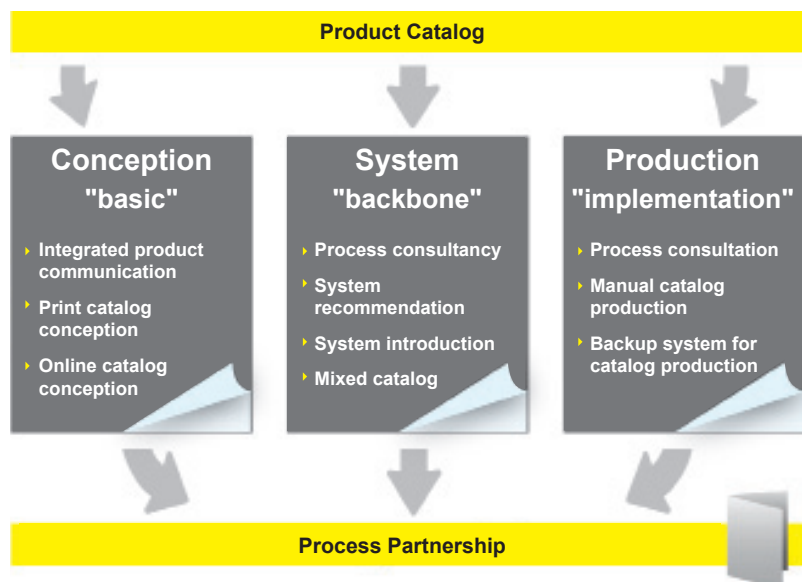 Product Catalog
Conception
"basic"
Integrated product
communication
Print catalog
conception
Online catalog
conception
System
"backbone"
Process consultancy
System
recommendation
System introduction
Mixed catalog
Production
"implementation"
Process consultation
Manual catalog
production
Backup system for
catalog production
Process Partnership